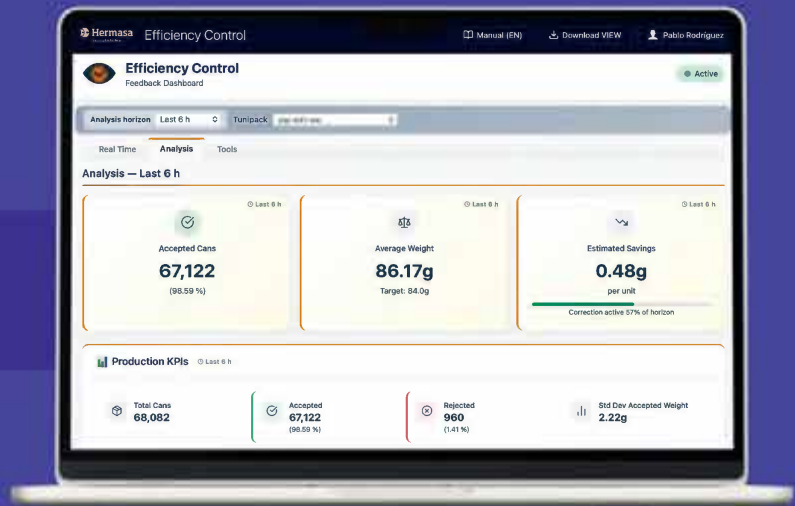 Hermasa Efficiency Control Manual (EN) Download VIEW Pablo Rodríguez
Efficiency Control
Feedback Dashboard
Active
Analysis horizon Last 6 h Tunipack
Real Time Analysis Tools
Analysis — Last 6 h
Last 6 h
Accepted Cans
67,122
(98.59 %)
Last 6 h
Average Weight
86.17g
Target: 84.0g
Last 6 h
Estimated Savings
0.48g
per unit
Correction active 57% of horizon
Production KPIs Last 6 h
Total Cans
68,082
Accepted
67,122
(98.59 %)
Rejected
960
(1.41 %)
Std Dev Accepted Weight
2.22g